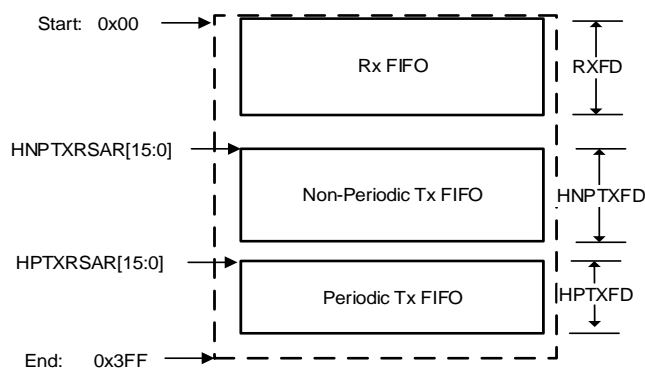 Start: 0x00
Rx FIFO
RXFD
HNPTXRSAR[15:0]
Non-Periodic Tx FIFO
HNPTXFD
HPTXRSAR[15:0]
Periodic Tx FIFO
HPTXFD
End: 0x3FF